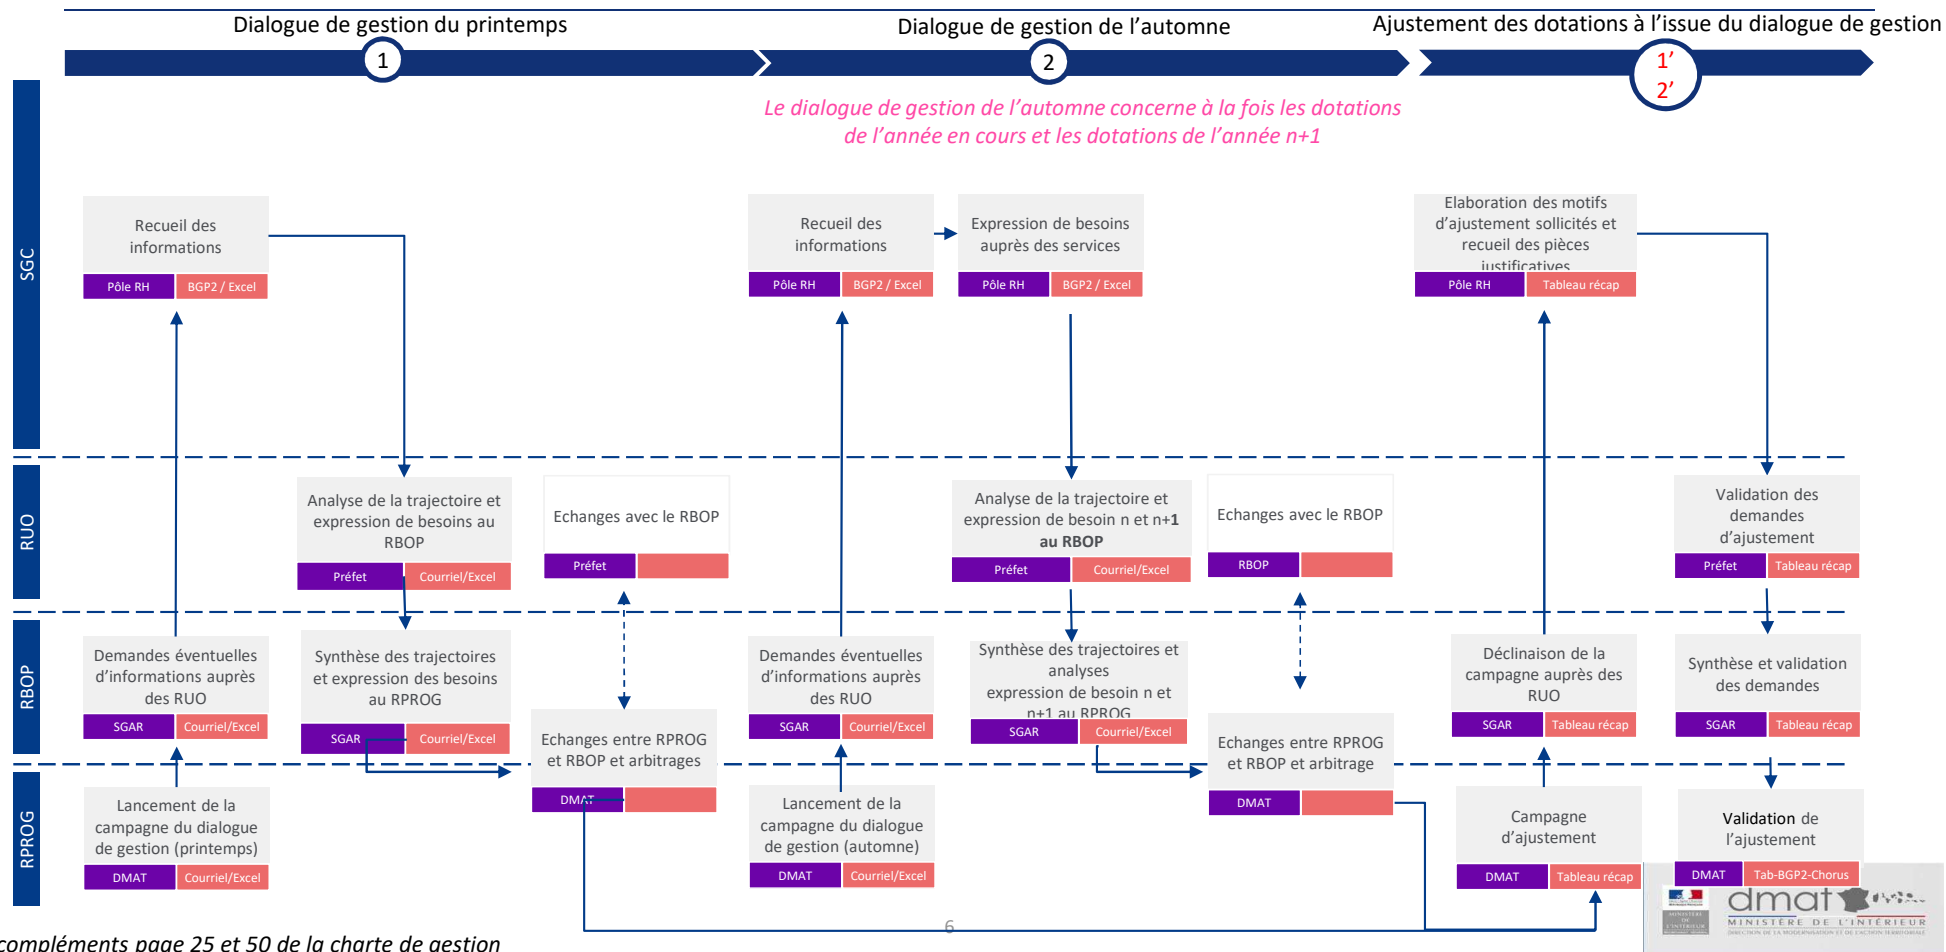 Dialogue de gestion du printemps
Dialogue de gestion de l’automne
Ajustement des dotations à l’issue du dialogue de gestion
1
2
1’
2’
Le dialogue de gestion de l’automne concerne à la fois les dotations
de l’année en cours et les dotations de l’année n+1
SGC
Recueil des
informations
Pôle RH
BGP2 / Excel
Recueil des
informations
Pôle RH
BGP2 / Excel
Expression de besoins
auprès des services
Pôle RH
BGP2 / Excel
Elaboration des motifs
d’ajustement sollicités et
recueil des pièces
justificatives
Pôle RH
Tableau récap
RUO
Analyse de la trajectoire et
expression de besoins au
RBOP
Préfet
Courriel/Excel
Echanges avec le RBOP
Préfet
Analyse de la trajectoire et
expression de besoin n et n+1
au RBOP
Préfet
Courriel/Excel
Echanges avec le RBOP
RBOP
Validation des
demandes
d’ajustement
Préfet
Tableau récap
RBOP
Demandes éventuelles
d’informations auprès
des RUO
SGAR
Courriel/Excel
Synthèse des trajectoires
et expression des besoins
au RPROG
SGAR
Courriel/Excel
Echanges entre RPROG
et RBOP et arbitrages
DMAT
Demandes éventuelles
d’informations auprès
des RUO
SGAR
Courriel/Excel
Synthèse des trajectoires et
analyses
expression de besoin n et
n+1 au RPROG
SGAR
Courriel/Excel
Echanges entre RPROG
et RBOP et arbitrage
DMAT
Déclinaison de la
campagne auprès des
RUO
SGAR
Tableau récap
Synthèse et validation
des demandes
SGAR
Tableau récap
RPROG
Lancement de la
campagne du dialogue
de gestion (printemps)
DMAT
Courriel/Excel
Lancement de la
campagne du dialogue
de gestion (automne)
DMAT
Courriel/Excel
Campagne
d’ajustement
DMAT
Tableau récap
Validation de
l’ajustement
DMAT
Tab-BGP2-Chorus
dmat
MINISTÈRE DE L’INTÉRIEUR
DIRECTION DE LA MODERNISATION ET DE L’ACTION TERRITORIALE
6
compléments page 25 et 50 de la charte de gestion